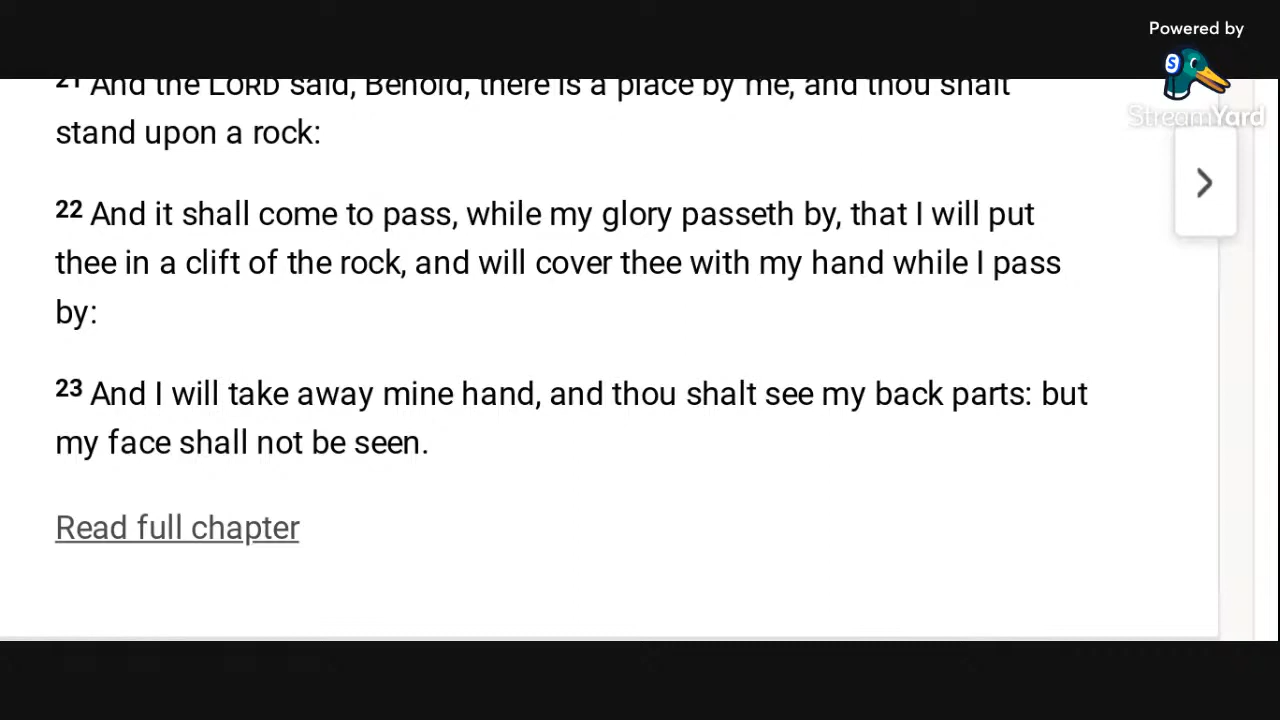 Powered by
StreamYard
21 And the LORD said, Behold, there is a place by me, and thou shalt
stand upon a rock:
22 And it shall come to pass, while my glory passeth by, that I will put
thee in a clift of the rock, and will cover thee with my hand while I pass
by:
23 And I will take away mine hand, and thou shalt see my back parts: but
my face shall not be seen.
Read full chapter